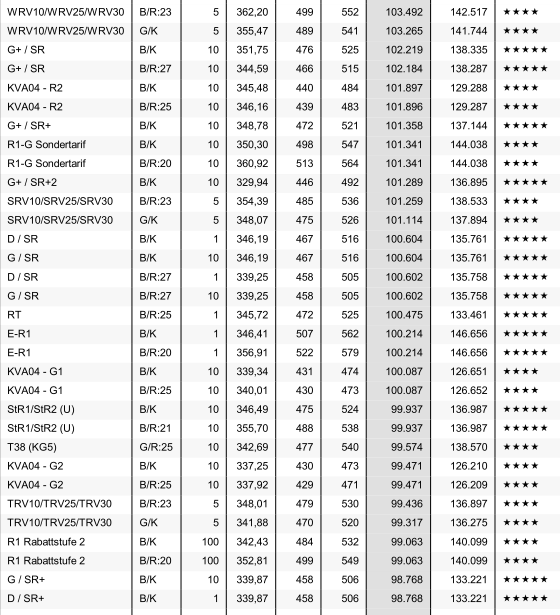 WRV10/WRV25/WRV30 B/R:23 5 362,20 499 552 103.492 142.517 ★★★★
WRV10/WRV25/WRV30 G/K 5 355,47 489 541 103.265 141.744 ★★★★
G+ / SR B/K 10 351,75 476 525 102.219 138.335 ★★★★★
G+ / SR B/R:27 10 344,59 466 515 102.184 138.287 ★★★★★
KVA04 - R2 B/K 10 345,48 440 484 101.897 129.288 ★★★★
KVA04 - R2 B/R:25 10 346,16 439 483 101.896 129.287 ★★★★
G+ / SR+ B/K 10 348,78 472 521 101.358 137.144 ★★★★★
R1-G Sondertarif B/K 10 350,30 498 547 101.341 144.038 ★★★★
R1-G Sondertarif B/R:20 10 360,92 513 564 101.341 144.038 ★★★★
G+ / SR+2 B/K 10 329,94 446 492 101.289 136.895 ★★★★★
SRV10/SRV25/SRV30 B/R:23 5 354,39 485 536 101.259 138.533 ★★★★
SRV10/SRV25/SRV30 G/K 5 348,07 475 526 101.114 137.894 ★★★★
D / SR B/K 1 346,19 467 516 100.604 135.761 ★★★★★
G / SR B/K 10 346,19 467 516 100.604 135.761 ★★★★★
D / SR B/R:27 1 339,25 458 505 100.602 135.758 ★★★★★
G / SR B/R:27 10 339,25 458 505 100.602 135.758 ★★★★★
RT B/R:25 1 345,72 472 525 100.475 133.461 ★★★★★
E-R1 B/K 1 346,41 507 562 100.214 146.656 ★★★★★
E-R1 B/R:20 1 356,91 522 579 100.214 146.656 ★★★★★
KVA04 - G1 B/K 10 339,34 431 474 100.087 126.651 ★★★★
KVA04 - G1 B/R:25 10 340,01 430 473 100.087 126.652 ★★★★
StR1/StR2 (U) B/K 10 346,49 475 524 99.937 136.987 ★★★★★
StR1/StR2 (U) B/R:21 10 355,70 488 538 99.937 136.987 ★★★★★
T38 (KG5) G/R:25 10 342,69 477 540 99.574 138.570 ★★★★
KVA04 - G2 B/K 10 337,25 430 473 99.471 126.210 ★★★★
KVA04 - G2 B/R:25 10 337,92 429 471 99.471 126.209 ★★★★
TRV10/TRV25/TRV30 B/R:23 5 348,01 479 530 99.436 136.897 ★★★★
TRV10/TRV25/TRV30 G/K 5 341,88 470 520 99.317 136.275 ★★★★
R1 Rabattstufe 2 B/K 100 342,43 484 532 99.063 140.099 ★★★★
R1 Rabattstufe 2 B/R:20 100 352,81 499 549 99.063 140.099 ★★★★
G / SR+ B/K 10 339,87 458 506 98.768 133.221 ★★★★★
D / SR+ B/K 1 339,87 458 506 98.768 133.221 ★★★★★